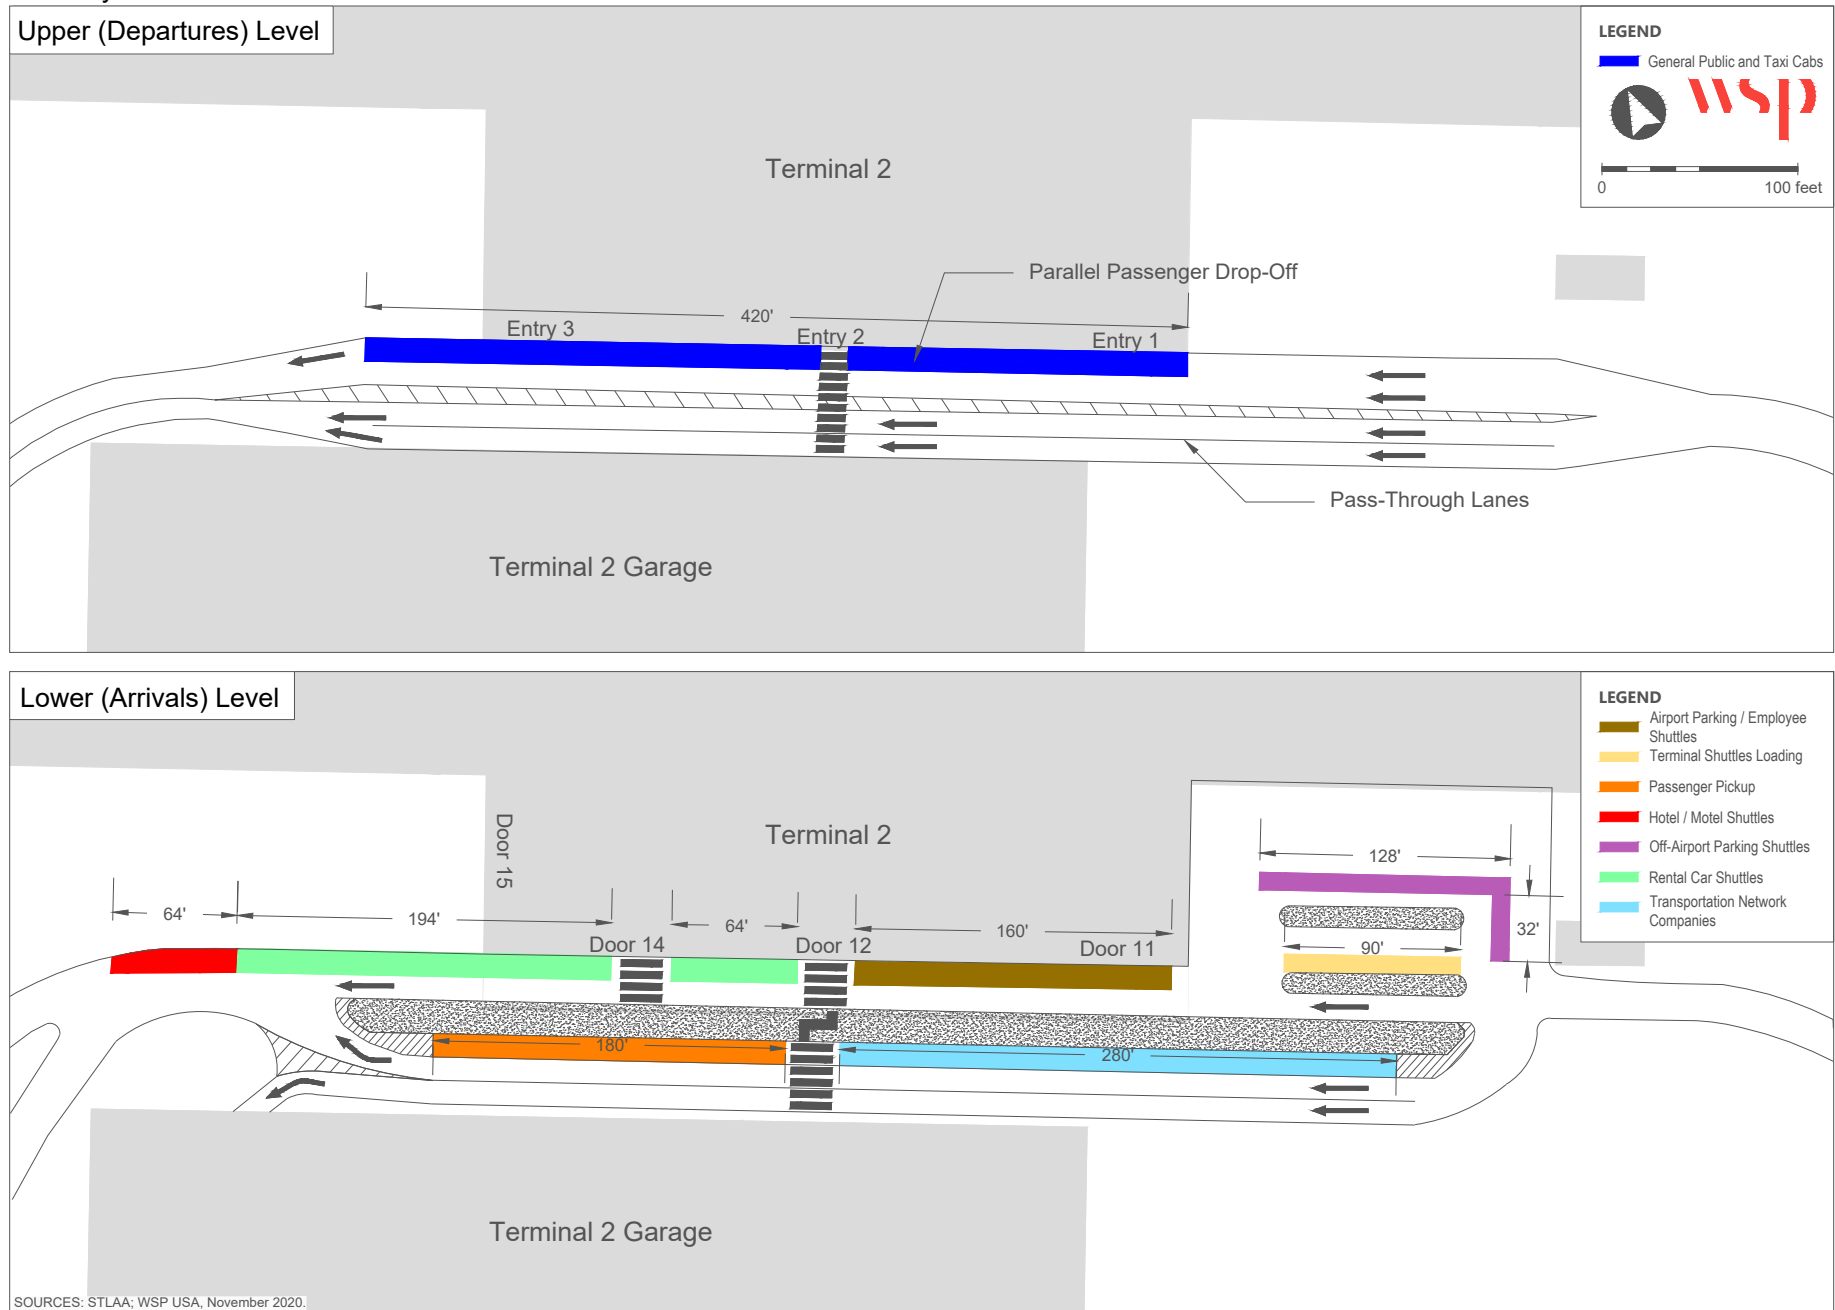 Upper (Departures) Level
LEGEND
General Public and Taxi Cabs
wsp
0 100 feet
Terminal 2
Parallel Passenger Drop-Off
420'
Entry 3
Entry 2
Entry 1
Pass-Through Lanes
Terminal 2 Garage
Lower (Arrivals) Level
LEGEND
Airport Parking / Employee
Shuttles
Terminal Shuttles Loading
Passenger Pickup
Hotel / Motel Shuttles
Off-Airport Parking Shuttles
Rental Car Shuttles
Transportation Network
Companies
Door 15
Terminal 2
128'
64'
194'
64'
160'
32'
Door 14
Door 12
Door 11
90'
180'
280'
Terminal 2 Garage
SOURCES: STLAA; WSP USA, November 2020.